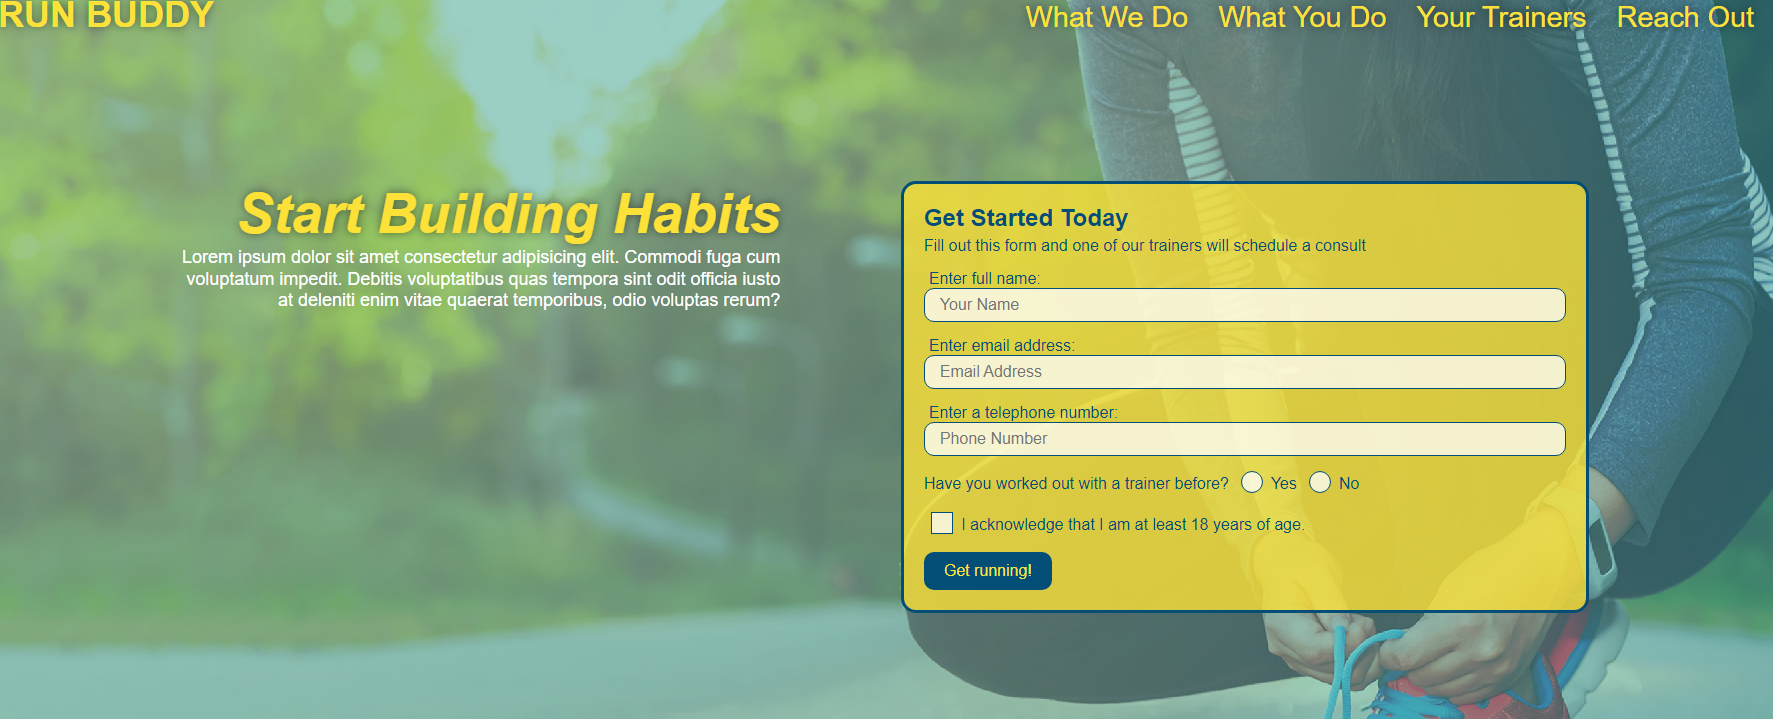 RUN BUDDY
What We Do What You Do Your Trainers Reach Out
Start Building Habits
Lorem ipsum dolor sit amet consectetur adipisicing elit. Commodi fuga cum
voluptatum impedit. Debitis voluptatibus quas tempora sint odit officia iusto
at deleniti enim vitae quaerat temporibus, odio voluptas rerum?
Get Started Today
Fill out this form and one of our trainers will schedule a consult
Enter full name:
Your Name
Enter email address:
Email Address
Enter a telephone number:
Phone Number
Have you worked out with a trainer before? Yes No
I acknowledge that I am at least 18 years of age.
Get running!